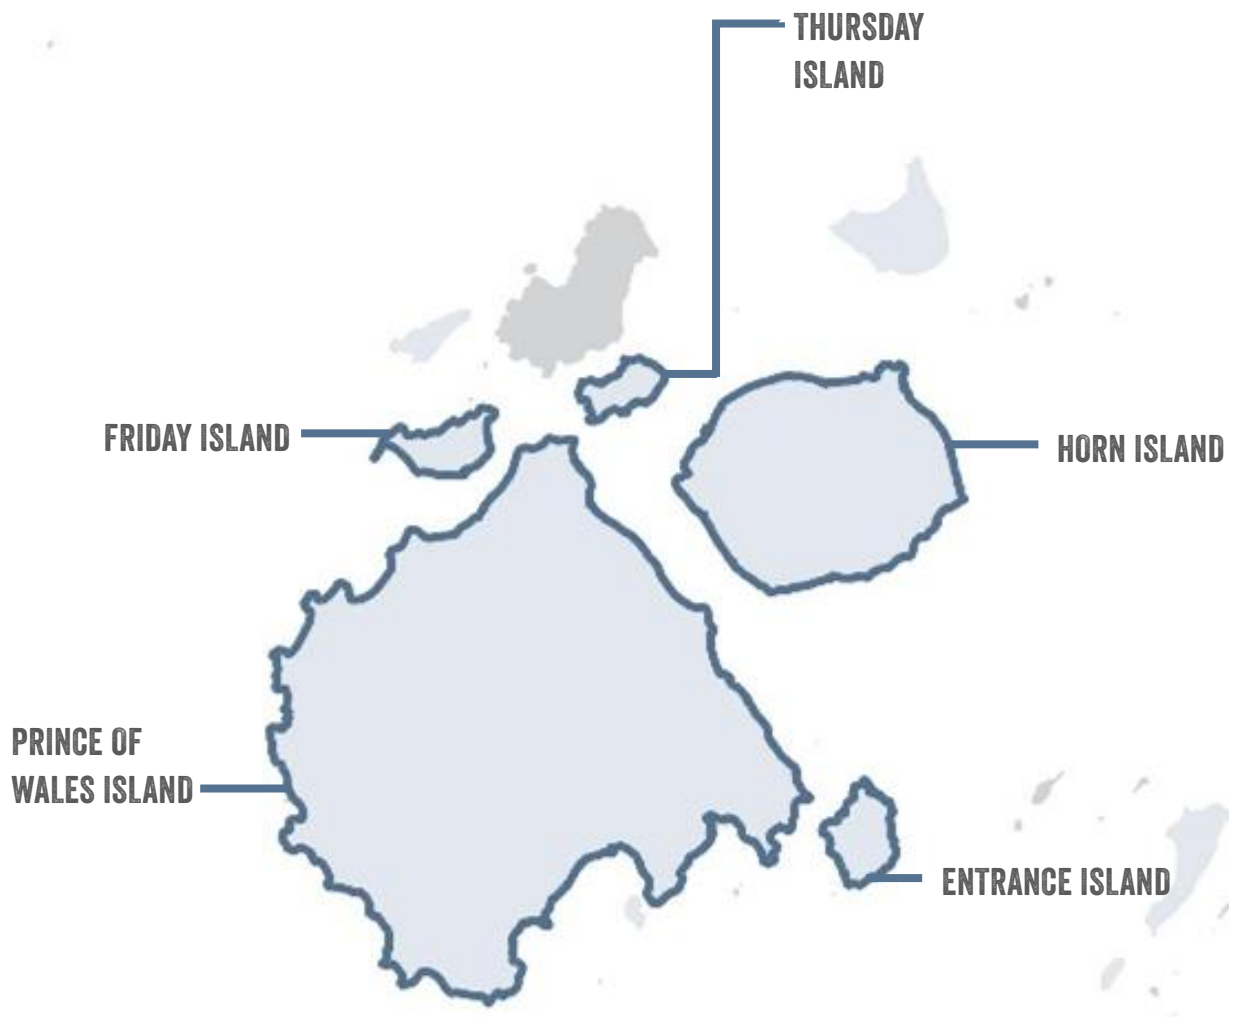 THURSDAY
ISLAND
FRIDAY ISLAND
HORN ISLAND
PRINCE OF
WALES ISLAND
ENTRANCE ISLAND